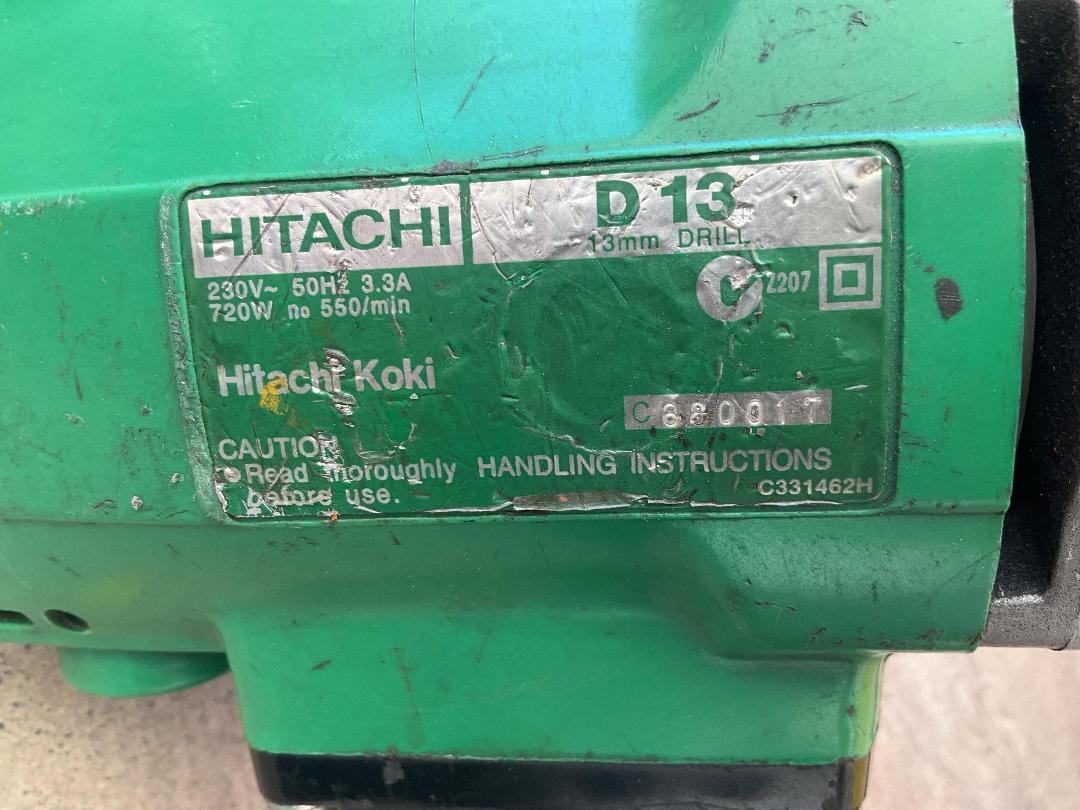 HITACHI
D 13
13mm DRILL
230V~ 50Hz 3.3A
720W no 550/min
Z207
Hitachi Koki
C680017
CAUTION
Read thoroughly HANDLING INSTRUCTIONS
before use.
C331462H